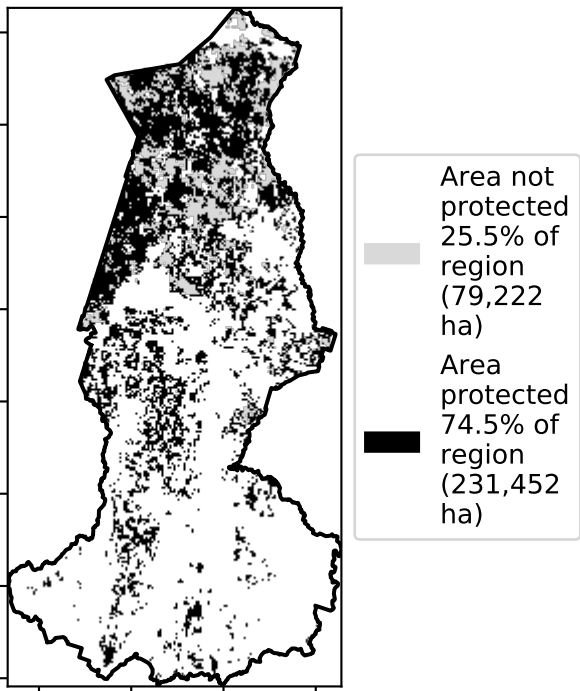 Area not
protected
25.5% of
region
(79,222
ha)
Area
protected
74.5% of
region
(231,452
ha)